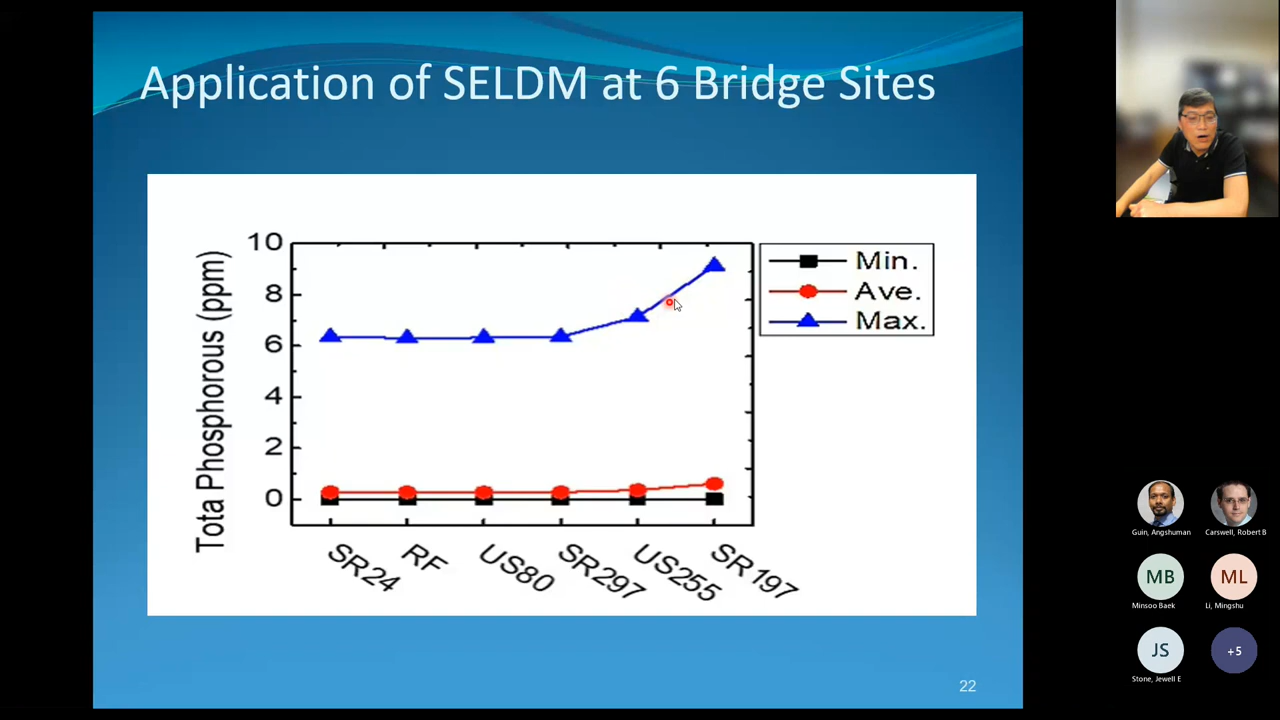 Application of SELDM at 6 Bridge Sites
Tota Phosphorous (ppm)
10
8
6
4
2
0
SR24
RF
US80
SR297
US255
SR197
Min.
Ave.
Max.
22
Guin, Angshuman
Carswell, Robert B
MB
Minsoo Baek
ML
Li, Mingshu
JS
Stone, Jewell E
+5